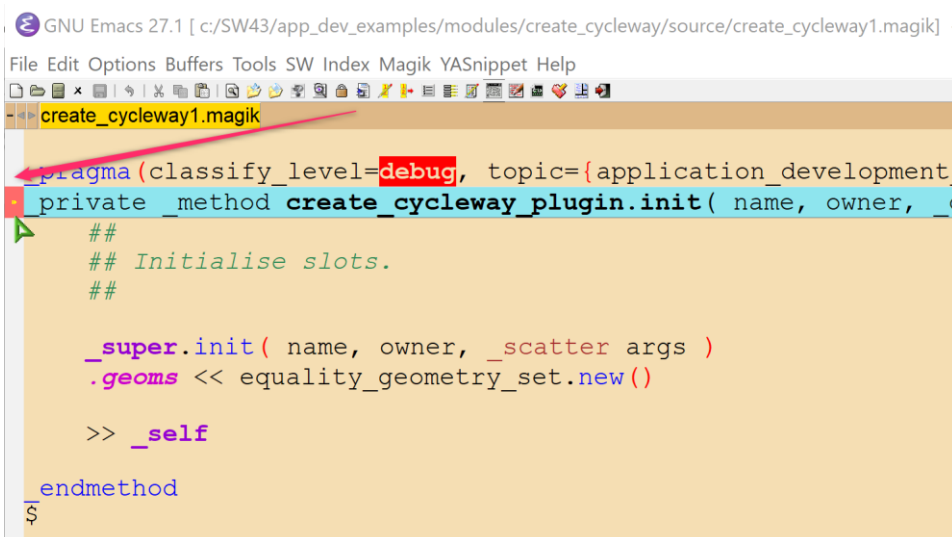 GNU Emacs 27.1 [ c:/SW43/app_dev_examples/modules/create_cycleway/source/create_cycleway1.magik]
File Edit Options Buffers Tools SW Index Magik YASnippet Help
create_cycleway1.magik
_pragma(classify_level=debug, topic={application_development
_private _method create_cycleway_plugin.init( name, owner,
##
## Initialise slots.
##
_super.init( name, owner, _scatter args )
.geoms << equality_geometry_set.new()
>> _self
_endmethod
$